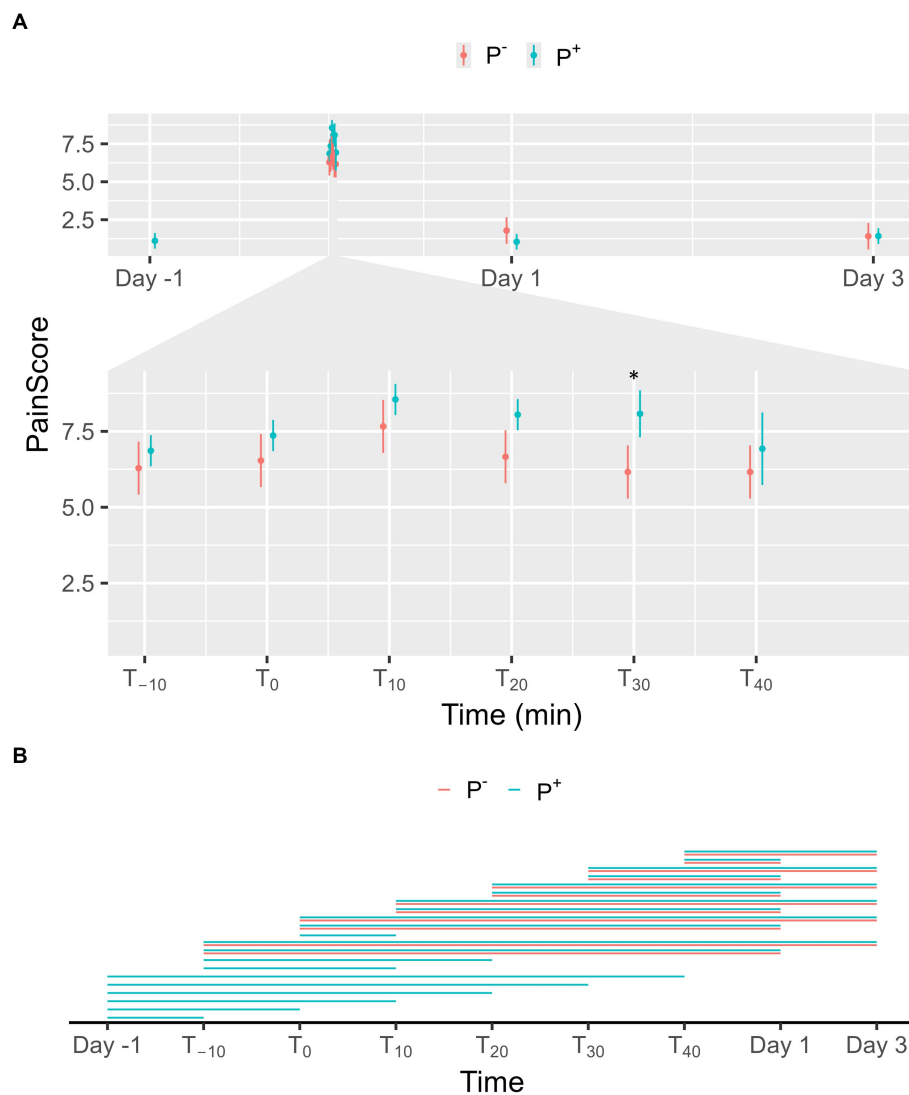 A
P⁻ P⁺
7.5
5.0
2.5
Day -1 Day 1 Day 3
PainScore
*
7.5
5.0
2.5
T₋₁₀ T₀ T₁₀ T₂₀ T₃₀ T₄₀
Time (min)
B
P⁻ P⁺
Day -1 T₋₁₀ T₀ T₁₀ T₂₀ T₃₀ T₄₀ Day 1 Day 3
Time